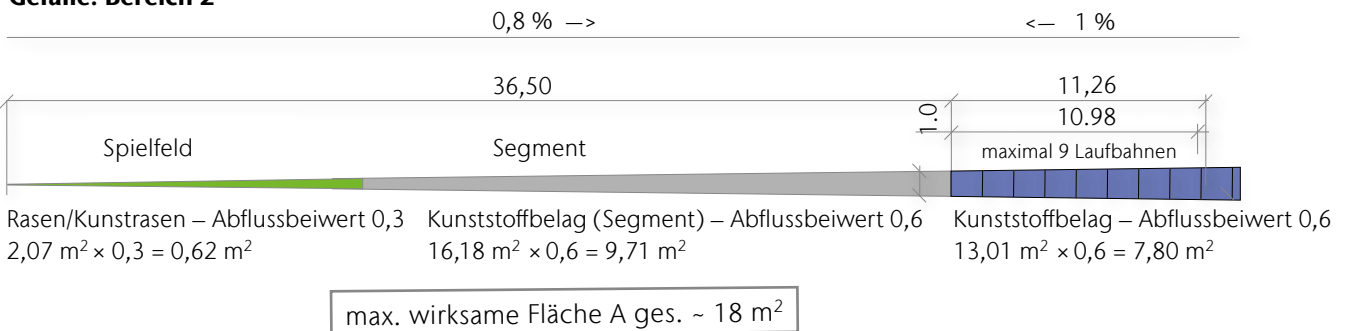 Gefälle: Bereich 2
0,8 % —> <— 1 %
36,50 11,26
1.0 10.98
Spielfeld Segment maximal 9 Laufbahnen
Rasen/Kunstrasen – Abflussbeiwert 0,3 Kunststoffbelag (Segment) – Abflussbeiwert 0,6 Kunststoffbelag – Abflussbeiwert 0,6
2,07 m² × 0,3 = 0,62 m² 16,18 m² × 0,6 = 9,71 m² 13,01 m² × 0,6 = 7,80 m²
max. wirksame Fläche A ges. ~ 18 m²